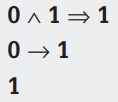 0 ∧ 1 ⇒ 1
0 → 1
1